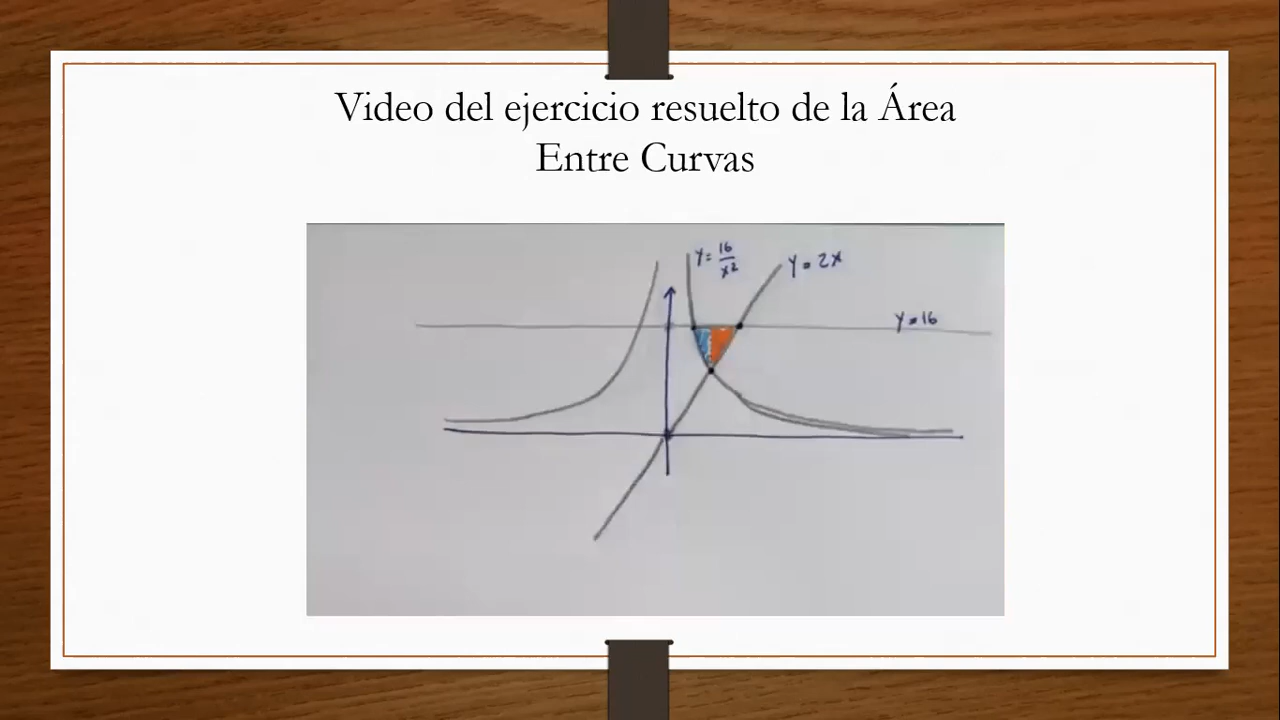 Video del ejercicio resuelto de la Área
Entre Curvas
y = 16/x²
y = 2x
y = 16